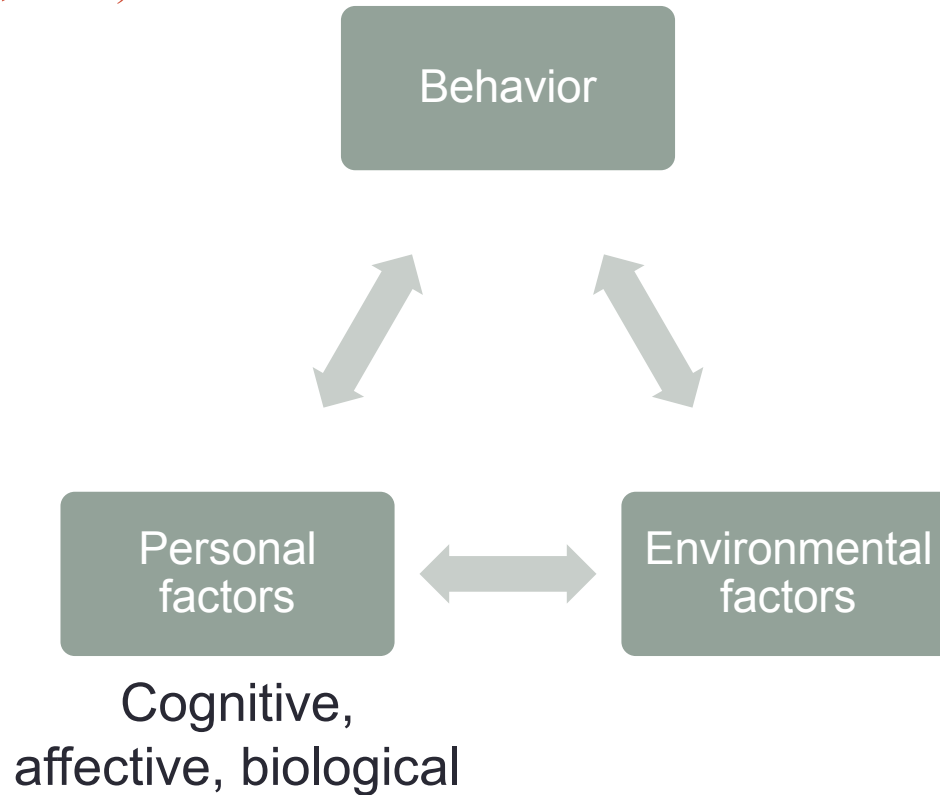 Behavior
Personal
factors
Environmental
factors
Cognitive,
affective, biological